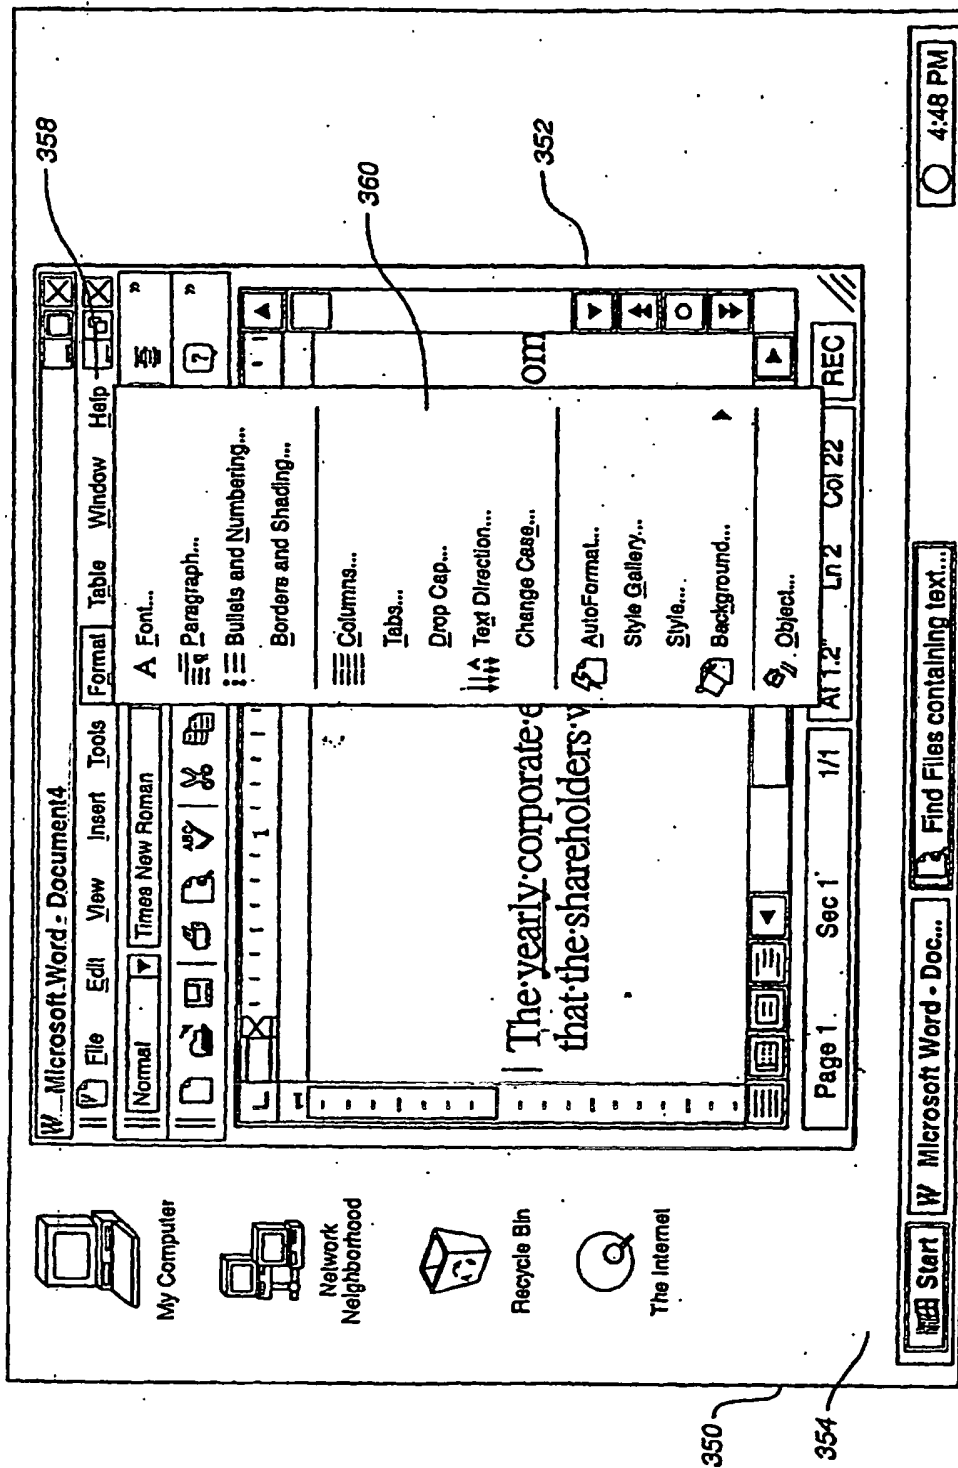 W Microsoft Word - Document4
File Edit View Insert Tools Format Table Window Help
Normal Times New Roman »
ABC ? »
L 1
1
A Font...
Paragraph...
Bullets and Numbering...
Borders and Shading...
Columns...
Tabs...
Drop Cap...
Text Direction...
Change Case...
AutoFormat...
Style Gallery...
Style...
Background...
Object...
The·yearly·corporate·e
om
that·the·shareholders·v
Page 1 Sec 1 1/1 At 1.2" Ln 2 Col 22 REC
My Computer
Network
Neighborhood
Recycle Bin
The Internet
Start W Microsoft Word - Doc... Find Files containing text... 4:48 PM
358
360
352
350
354